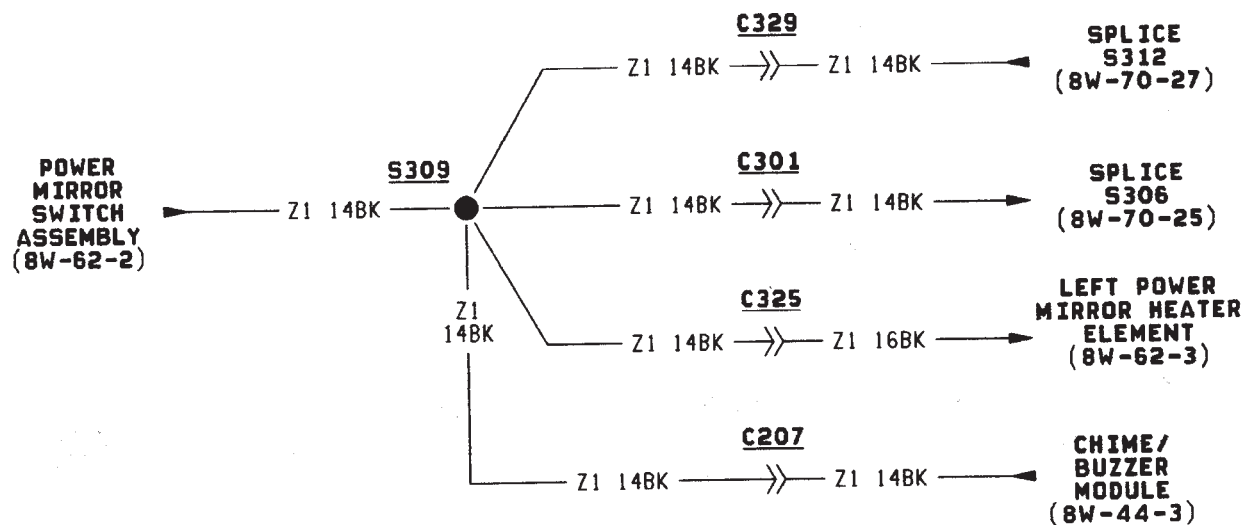 C329
Z1 14BK
Z1 14BK
SPLICE
S312
(8W-70-27)
POWER
MIRROR
SWITCH
ASSEMBLY
(8W-62-2)
Z1 14BK
S309
C301
Z1 14BK
Z1 14BK
SPLICE
S306
(8W-70-25)
C325
Z1 14BK
Z1 16BK
LEFT POWER
MIRROR HEATER
ELEMENT
(8W-62-3)
Z1
14BK
C207
Z1 14BK
Z1 14BK
CHIME/
BUZZER
MODULE
(8W-44-3)